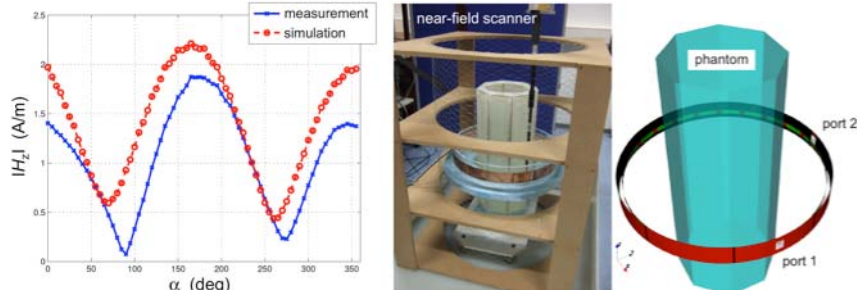 measurement
simulation
2.5
2
1.5
1
0.5
0
|Hz| (A/m)
0 50 100 150 200 250 300 350
α (deg)
near-field scanner
phantom
port 2
port 1